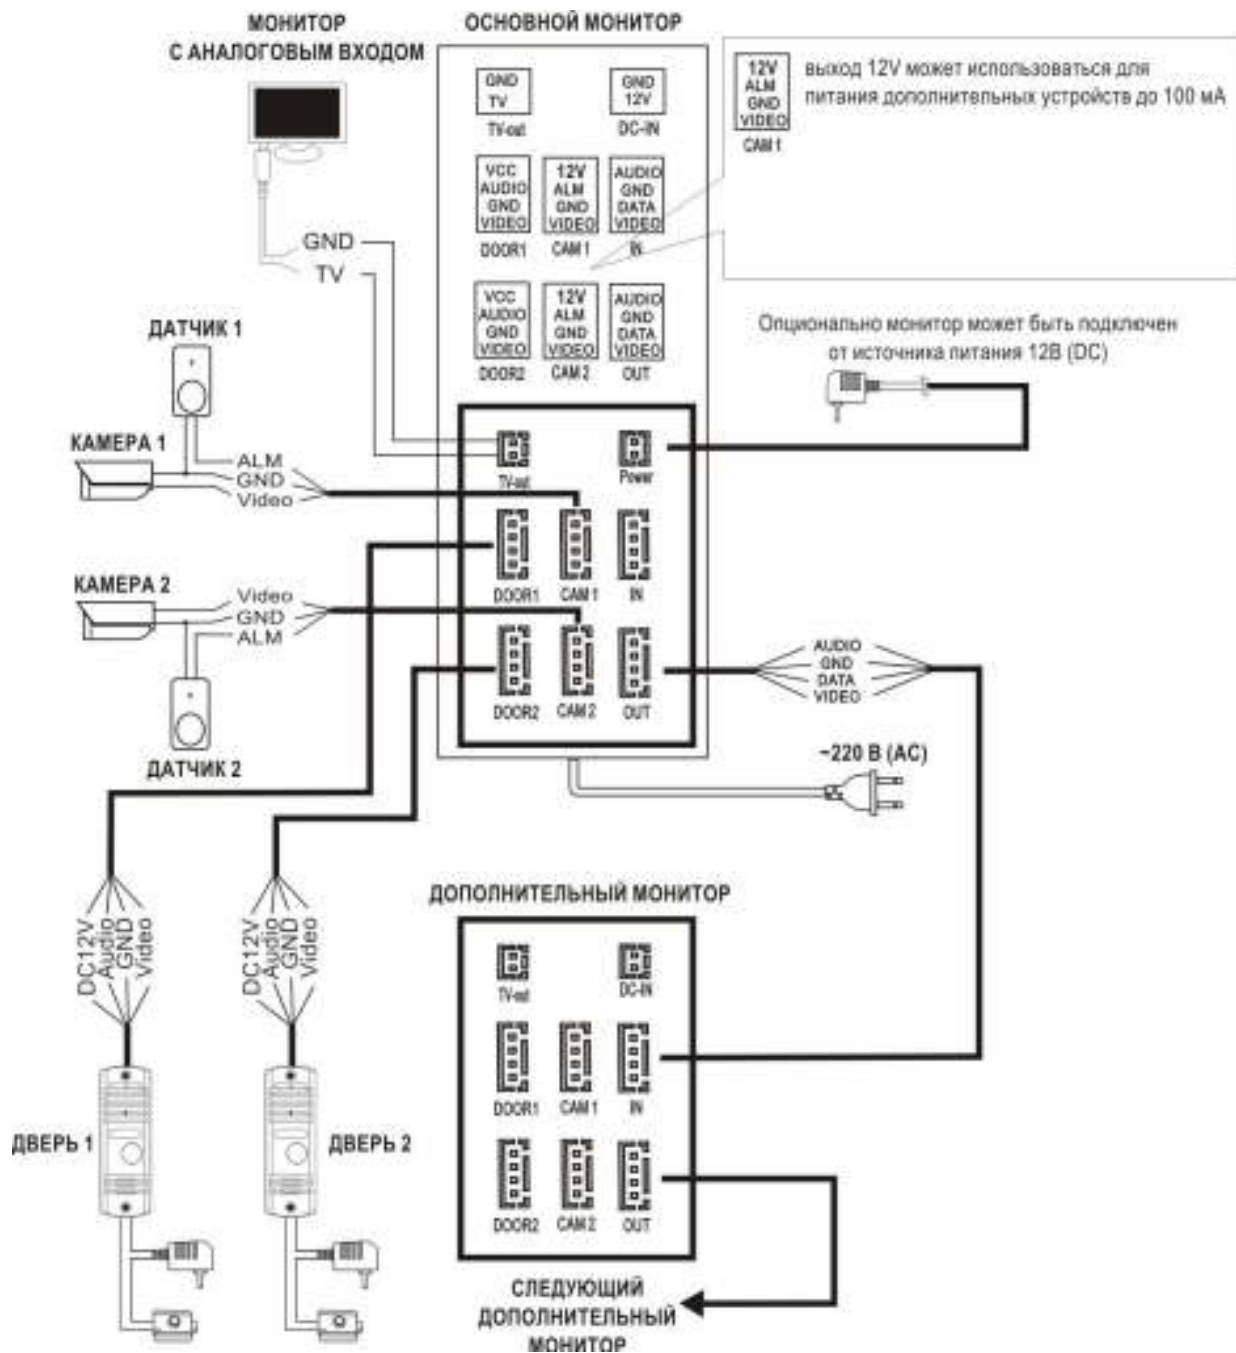 МОНИТОР
С АНАЛОГОВЫМ ВХОДОМ
ОСНОВНОЙ МОНИТОР
GND
TV
TV-out
GND
12V
DC-IN
12V
ALM
GND
VIDEO
CAM 1
выход 12V может использоваться для
питания дополнительных устройств до 100 мА
VCC
AUDIO
GND
VIDEO
DOOR1
12V
ALM
GND
VIDEO
CAM 1
AUDIO
GND
DATA
VIDEO
IN
GND
TV
VCC
AUDIO
GND
VIDEO
DOOR2
12V
ALM
GND
VIDEO
CAM 2
AUDIO
GND
DATA
VIDEO
OUT
Опционально монитор может быть подключен
от источника питания 12В (DC)
ДАТЧИК 1
КАМЕРА 1
ALM
GND
Video
TV-out
Power
DOOR1
CAM 1
IN
КАМЕРА 2
Video
GND
ALM
ДАТЧИК 2
DOOR2
CAM 2
OUT
AUDIO
GND
DATA
VIDEO
~220 В (AC)
DC12V
Audio
GND
Video
DC12V
Audio
GND
Video
ДОПОЛНИТЕЛЬНЫЙ МОНИТОР
TV-out
DC-IN
DOOR1
CAM 1
IN
DOOR2
CAM 2
OUT
ДВЕРЬ 1
ДВЕРЬ 2
СЛЕДУЮЩИЙ
ДОПОЛНИТЕЛЬНЫЙ
МОНИТОР